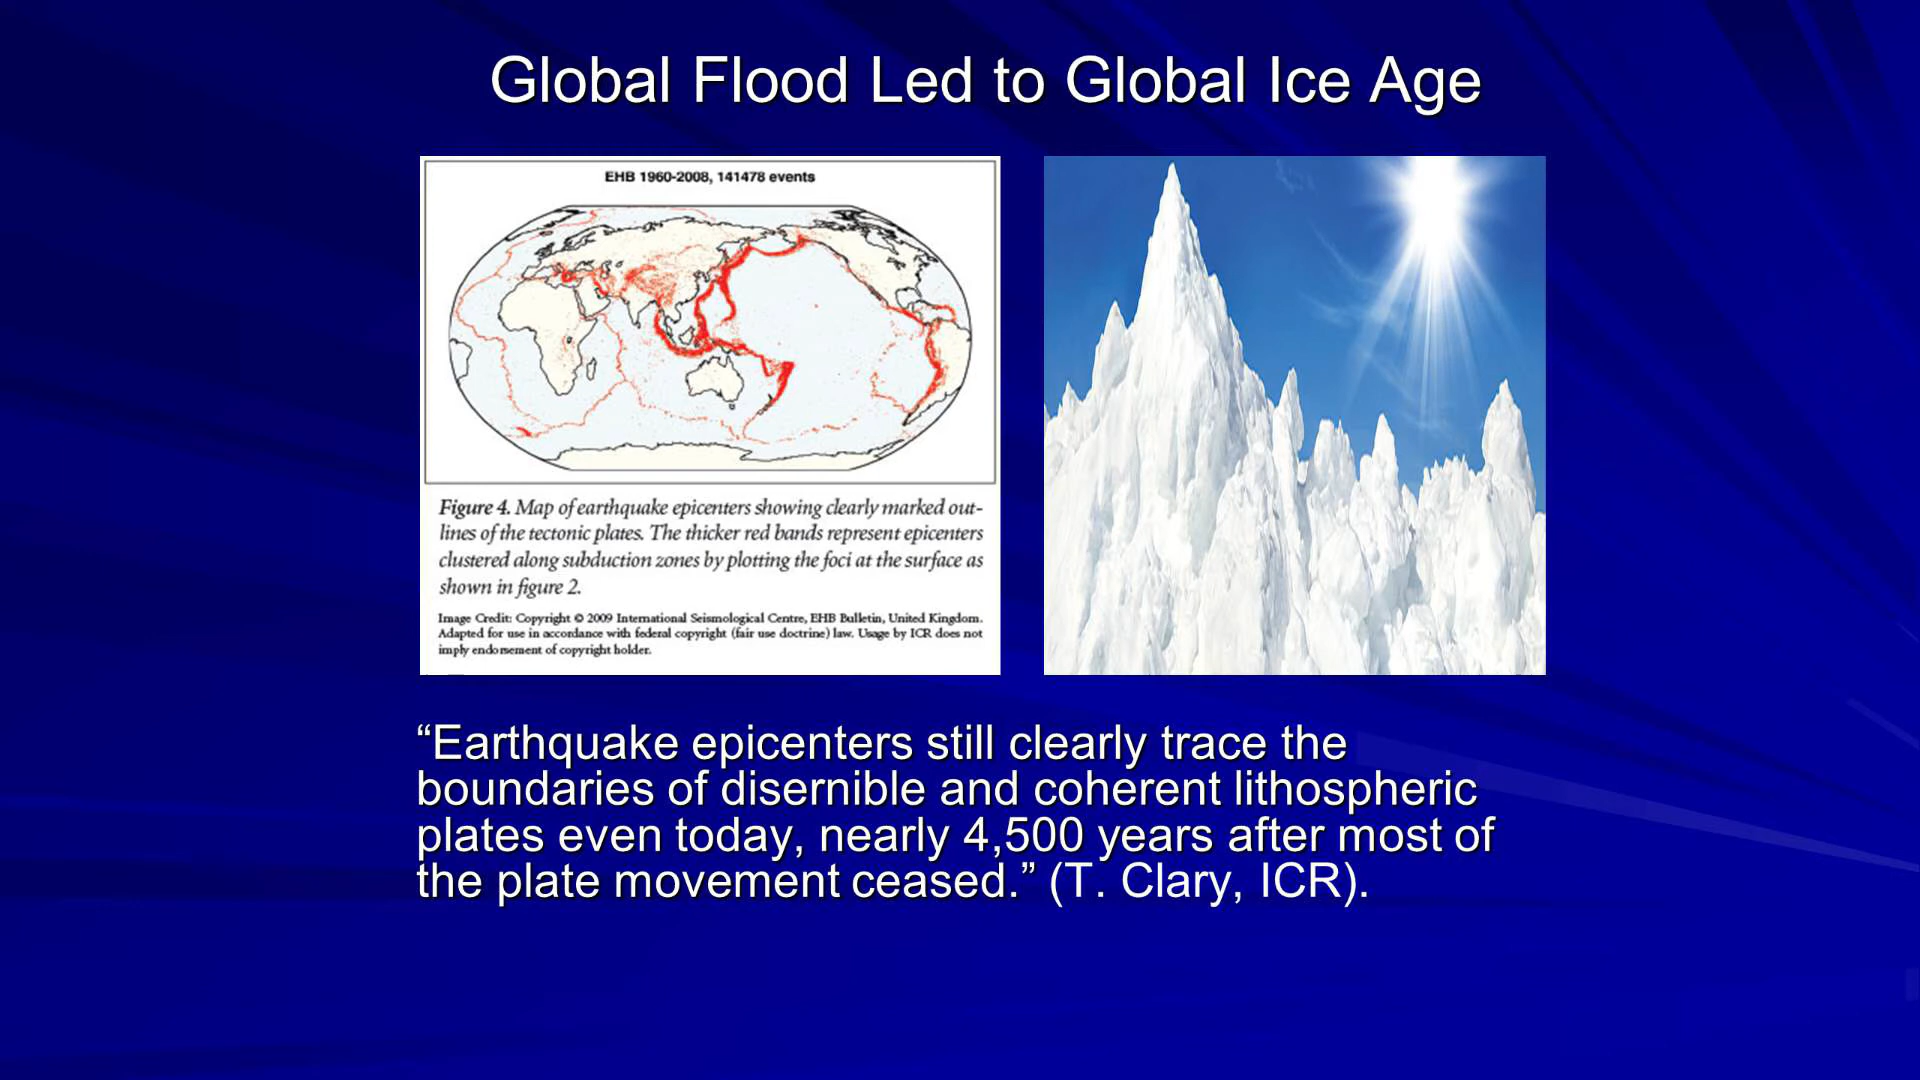 Global Flood Led to Global Ice Age
EHB 1960-2008, 141478 events
Figure 4. Map of earthquake epicenters showing clearly marked out-
lines of the tectonic plates. The thicker red bands represent epicenters
clustered along subduction zones by plotting the foci at the surface as
shown in figure 2.
Image Credit: Copyright © 2009 International Seismological Centre, EHB Bulletin, United Kingdom.
Adapted for use in accordance with federal copyright (fair use doctrine) law. Usage by ICR does not
imply endorsement of copyright holder.
“Earthquake epicenters still clearly trace the
boundaries of disernible and coherent lithospheric
plates even today, nearly 4,500 years after most of
the plate movement ceased.” (T. Clary, ICR).